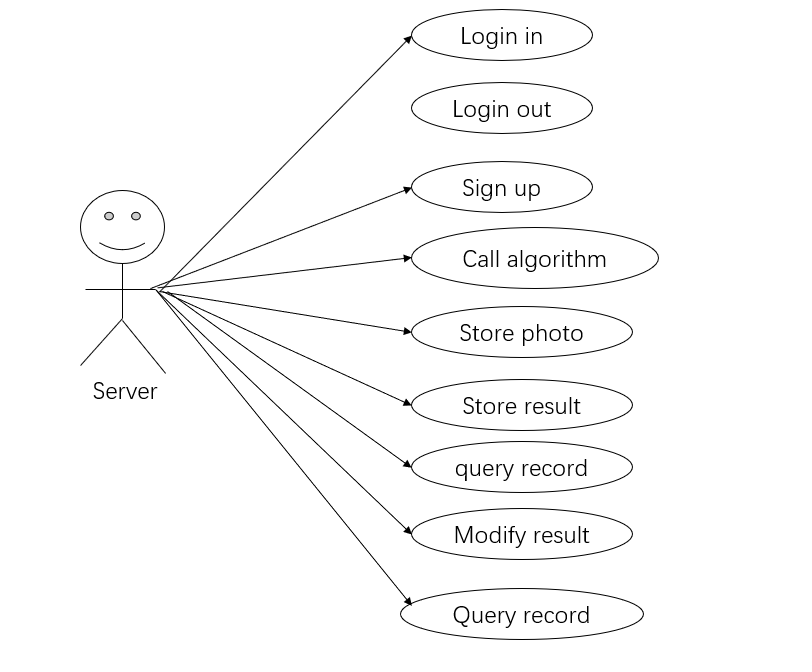 Login in
Login out
Sign up
Call algorithm
Store photo
Server
Store result
query record
Modify result
Query record